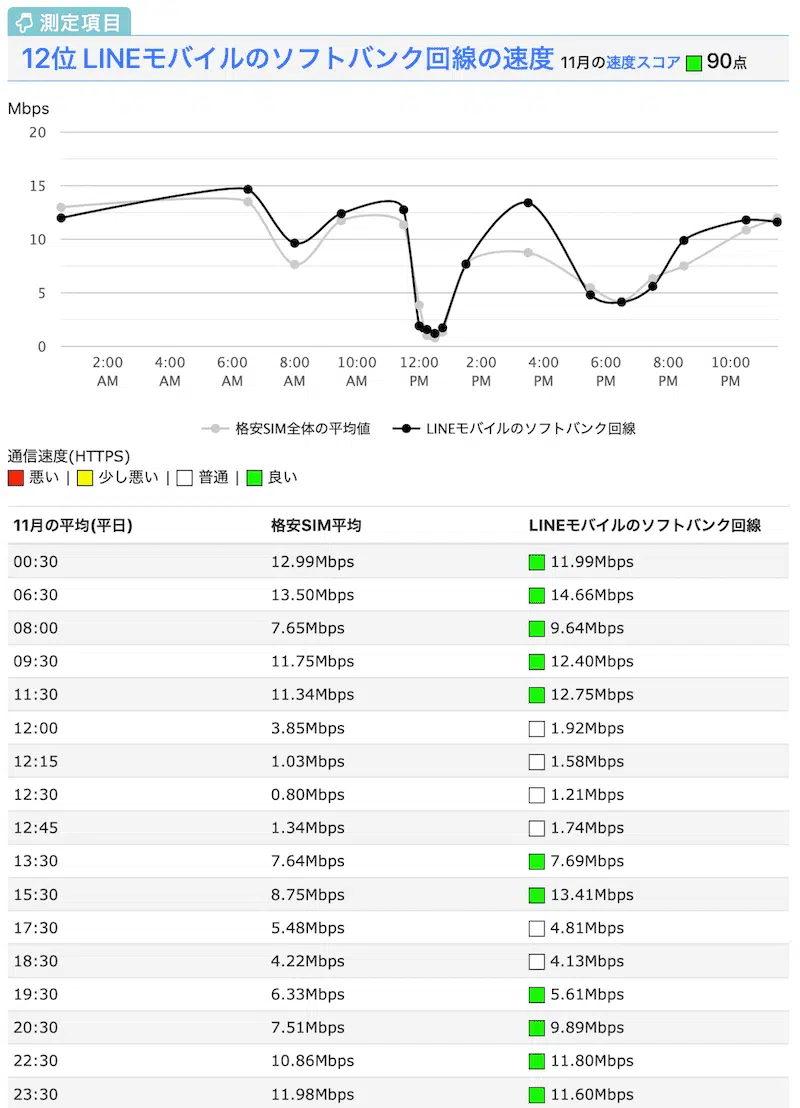 測定項目
12位 LINEモバイルのソフトバンク回線の速度 11月の速度スコア 90点
Mbps
20
15
10
5
0
2:00 AM 4:00 AM 6:00 AM 8:00 AM 10:00 AM 12:00 PM 2:00 PM 4:00 PM 6:00 PM 8:00 PM 10:00 PM
格安SIM全体の平均値 LINEモバイルのソフトバンク回線
通信速度(HTTPS)
悪い | 少し悪い | 普通 | 良い
11月の平均(平日) 格安SIM平均 LINEモバイルのソフトバンク回線
00:30 12.99Mbps 11.99Mbps
06:30 13.50Mbps 14.66Mbps
08:00 7.65Mbps 9.64Mbps
09:30 11.75Mbps 12.40Mbps
11:30 11.34Mbps 12.75Mbps
12:00 3.85Mbps 1.92Mbps
12:15 1.03Mbps 1.58Mbps
12:30 0.80Mbps 1.21Mbps
12:45 1.34Mbps 1.74Mbps
13:30 7.64Mbps 7.69Mbps
15:30 8.75Mbps 13.41Mbps
17:30 5.48Mbps 4.81Mbps
18:30 4.22Mbps 4.13Mbps
19:30 6.33Mbps 5.61Mbps
20:30 7.51Mbps 9.89Mbps
22:30 10.86Mbps 11.80Mbps
23:30 11.98Mbps 11.60Mbps